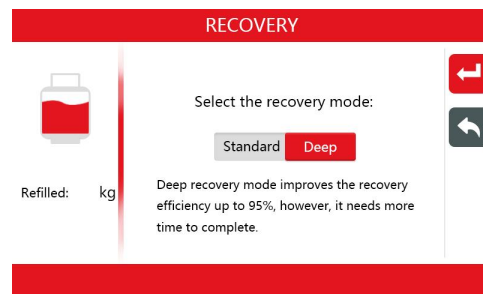 RECOVERY
Select the recovery mode:
Standard Deep
Refilled: kg
Deep recovery mode improves the recovery
efficiency up to 95%, however, it needs more
time to complete.